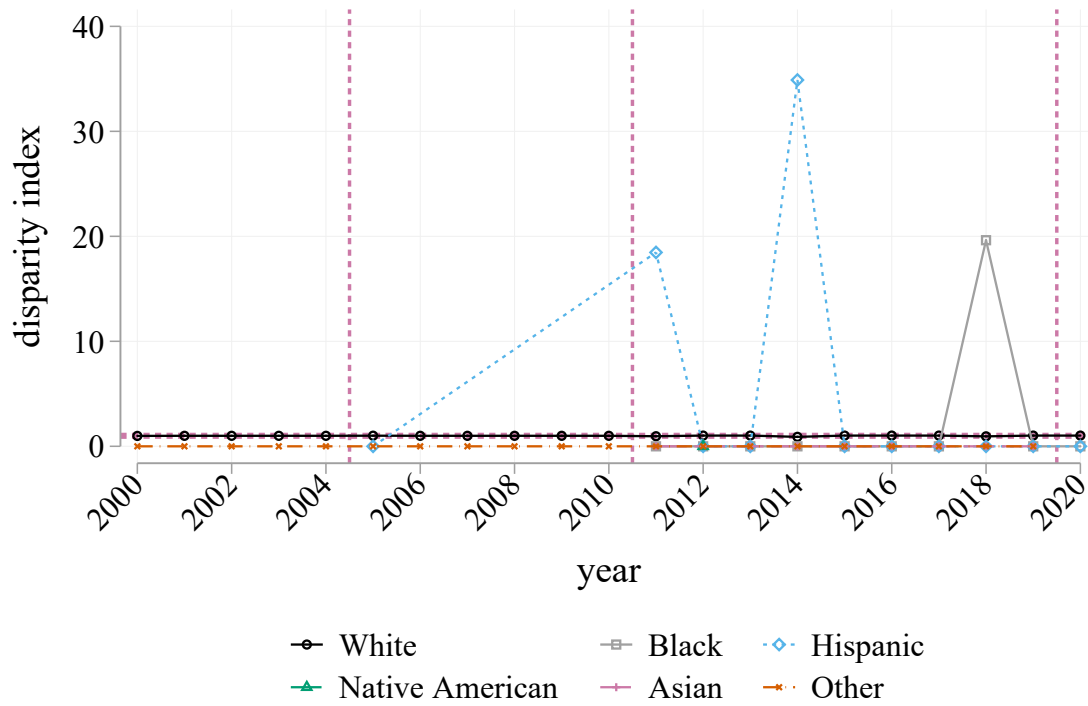 40
30
20
10
0
disparity index
2000 2002 2004 2006 2008 2010 2012 2014 2016 2018 2020
year
White Black Hispanic
Native American Asian Other